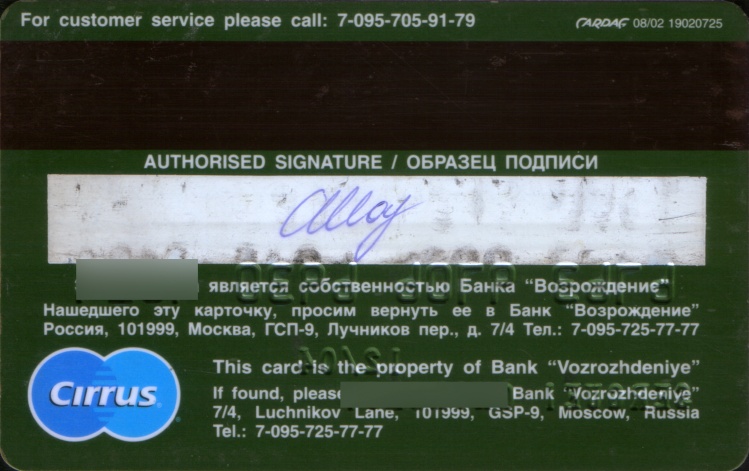 For customer service please call: 7-095-705-91-79
CARDAG 08/02 19020725
AUTHORISED SIGNATURE / ОБРАЗЕЦ ПОДПИСИ
является собственностью Банка "Возрождение"
Нашедшего эту карточку, просим вернуть ее в Банк "Возрождение"
Россия, 101999, Москва, ГСП-9, Лучников пер., д. 7/4 Тел.: 7-095-725-77-77
This card is the property of Bank "Vozrozhdeniye"
If found, please Bank "Vozrozhdeniye"
7/4, Luchnikov Lane, 101999, GSP-9, Moscow, Russia
Tel.: 7-095-725-77-77
Cirrus